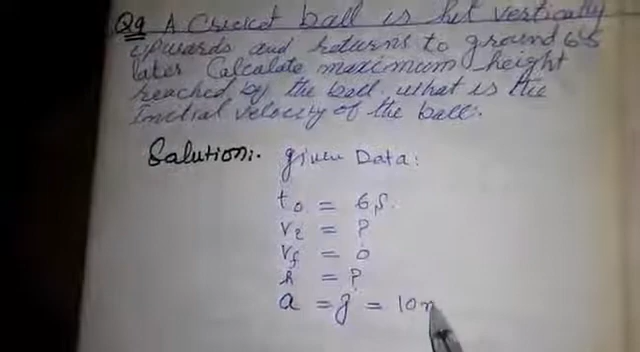 Q9 A Cricket ball is hit vertically
upwards and returns to ground 6s
later Calcalate maximum height
reached by the ball. what is the
Initial velocity of the ball.
Solution:. given Data:
t₀ = 6s.
vᵢ = ?
v_f = 0
h = ?
a = g = 10m